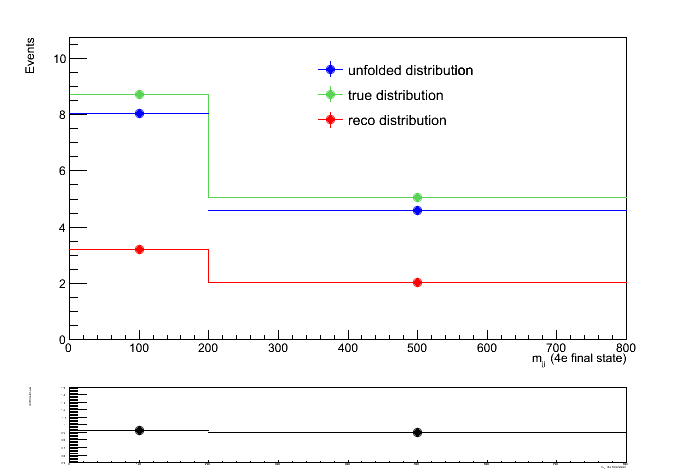 Events
10
8
6
4
2
0
unfolded distribution
true distribution
reco distribution
0 100 200 300 400 500 600 700 800
m_jj (4e final state)